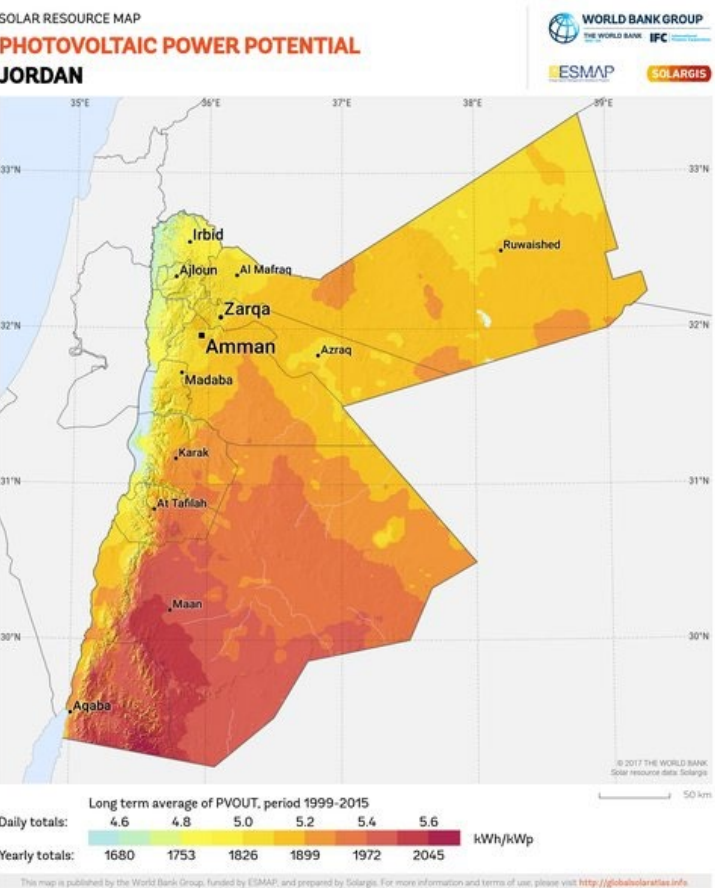 SOLAR RESOURCE MAP
PHOTOVOLTAIC POWER POTENTIAL
JORDAN
WORLD BANK GROUP
THE WORLD BANK
IFC
ESMAP
SOLARGIS
35°E
36°E
37°E
38°E
39°E
33°N
33°N
Irbid
Ruwaished
Ajloun
Al Mafraq
Zarqa
32°N
32°N
Amman
Azraq
Madaba
Karak
31°N
31°N
At Tafilah
Maan
30°N
30°N
Aqaba
© 2017 THE WORLD BANK
Solar resource data: Solargis
50 km
Long term average of PVOUT, period 1999-2015
Daily totals: 4.6 4.8 5.0 5.2 5.4 5.6
kWh/kWp
Yearly totals: 1680 1753 1826 1899 1972 2045
This map is published by the World Bank Group, funded by ESMAP, and prepared by Solargis. For more information and terms of use, please visit http://globalsolaratlas.info.